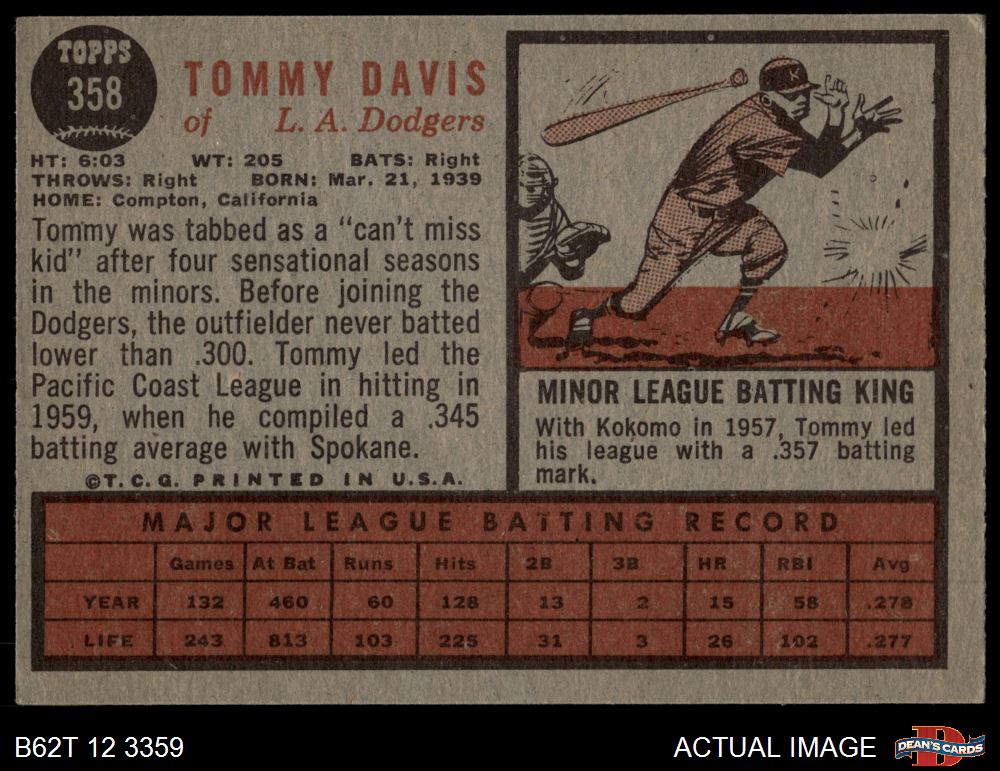 TOPPS
358
TOMMY DAVIS
of L. A. Dodgers
HT: 6:03 WT: 205 BATS: Right
THROWS: Right BORN: Mar. 21, 1939
HOME: Compton, California
Tommy was tabbed as a "can't miss
kid" after four sensational seasons
in the minors. Before joining the
Dodgers, the outfielder never batted
lower than .300. Tommy led the
Pacific Coast League in hitting in
1959, when he compiled a .345
batting average with Spokane.
©T.C.G. PRINTED IN U.S.A.
K
MINOR LEAGUE BATTING KING
With Kokomo in 1957, Tommy led
his league with a .357 batting
mark.
MAJOR LEAGUE BATTING RECORD
Games At Bat Runs Hits 2B 3B HR RBI Avg
YEAR 132 460 60 128 13 2 15 58 .278
LIFE 243 813 103 225 31 3 26 102 .277
B62T 12 3359
ACTUAL IMAGE
D
DEAN'S CARDS